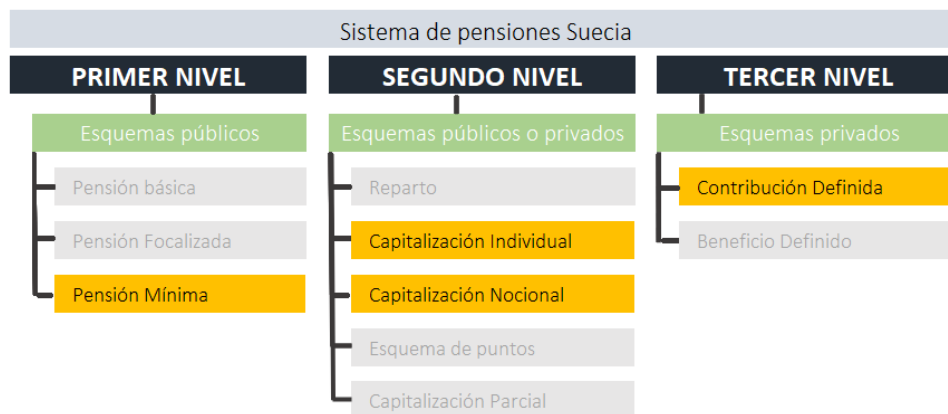 Sistema de pensiones Suecia
PRIMER NIVEL
Esquemas públicos
Pensión básica
Pensión Focalizada
Pensión Mínima
SEGUNDO NIVEL
Esquemas públicos o privados
Reparto
Capitalización Individual
Capitalización Nocional
Esquema de puntos
Capitalización Parcial
TERCER NIVEL
Esquemas privados
Contribución Definida
Beneficio Definido